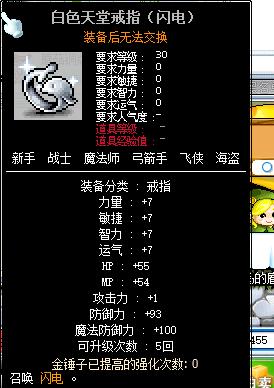 白色天堂戒指（闪电）
装备后无法交换
要求等级： 30
要求力量： 0
要求敏捷： 0
要求智力： 0
要求运气： 0
要求人气度： -
道具等级： -
道具经验值： -
新手 战士 魔法师 弓箭手 飞侠 海盗
装备分类 ： 戒指
力量 ： +7
敏捷 ： +7
智力 ： +7
运气 ： +7
HP ： +55
MP ： +54
攻击力 ： +1
防御力 ： +93
魔法防御力 ： +100
可升级次数 ： 5回
金锤子已提高的强化次数: 0
召唤 闪电 。
455